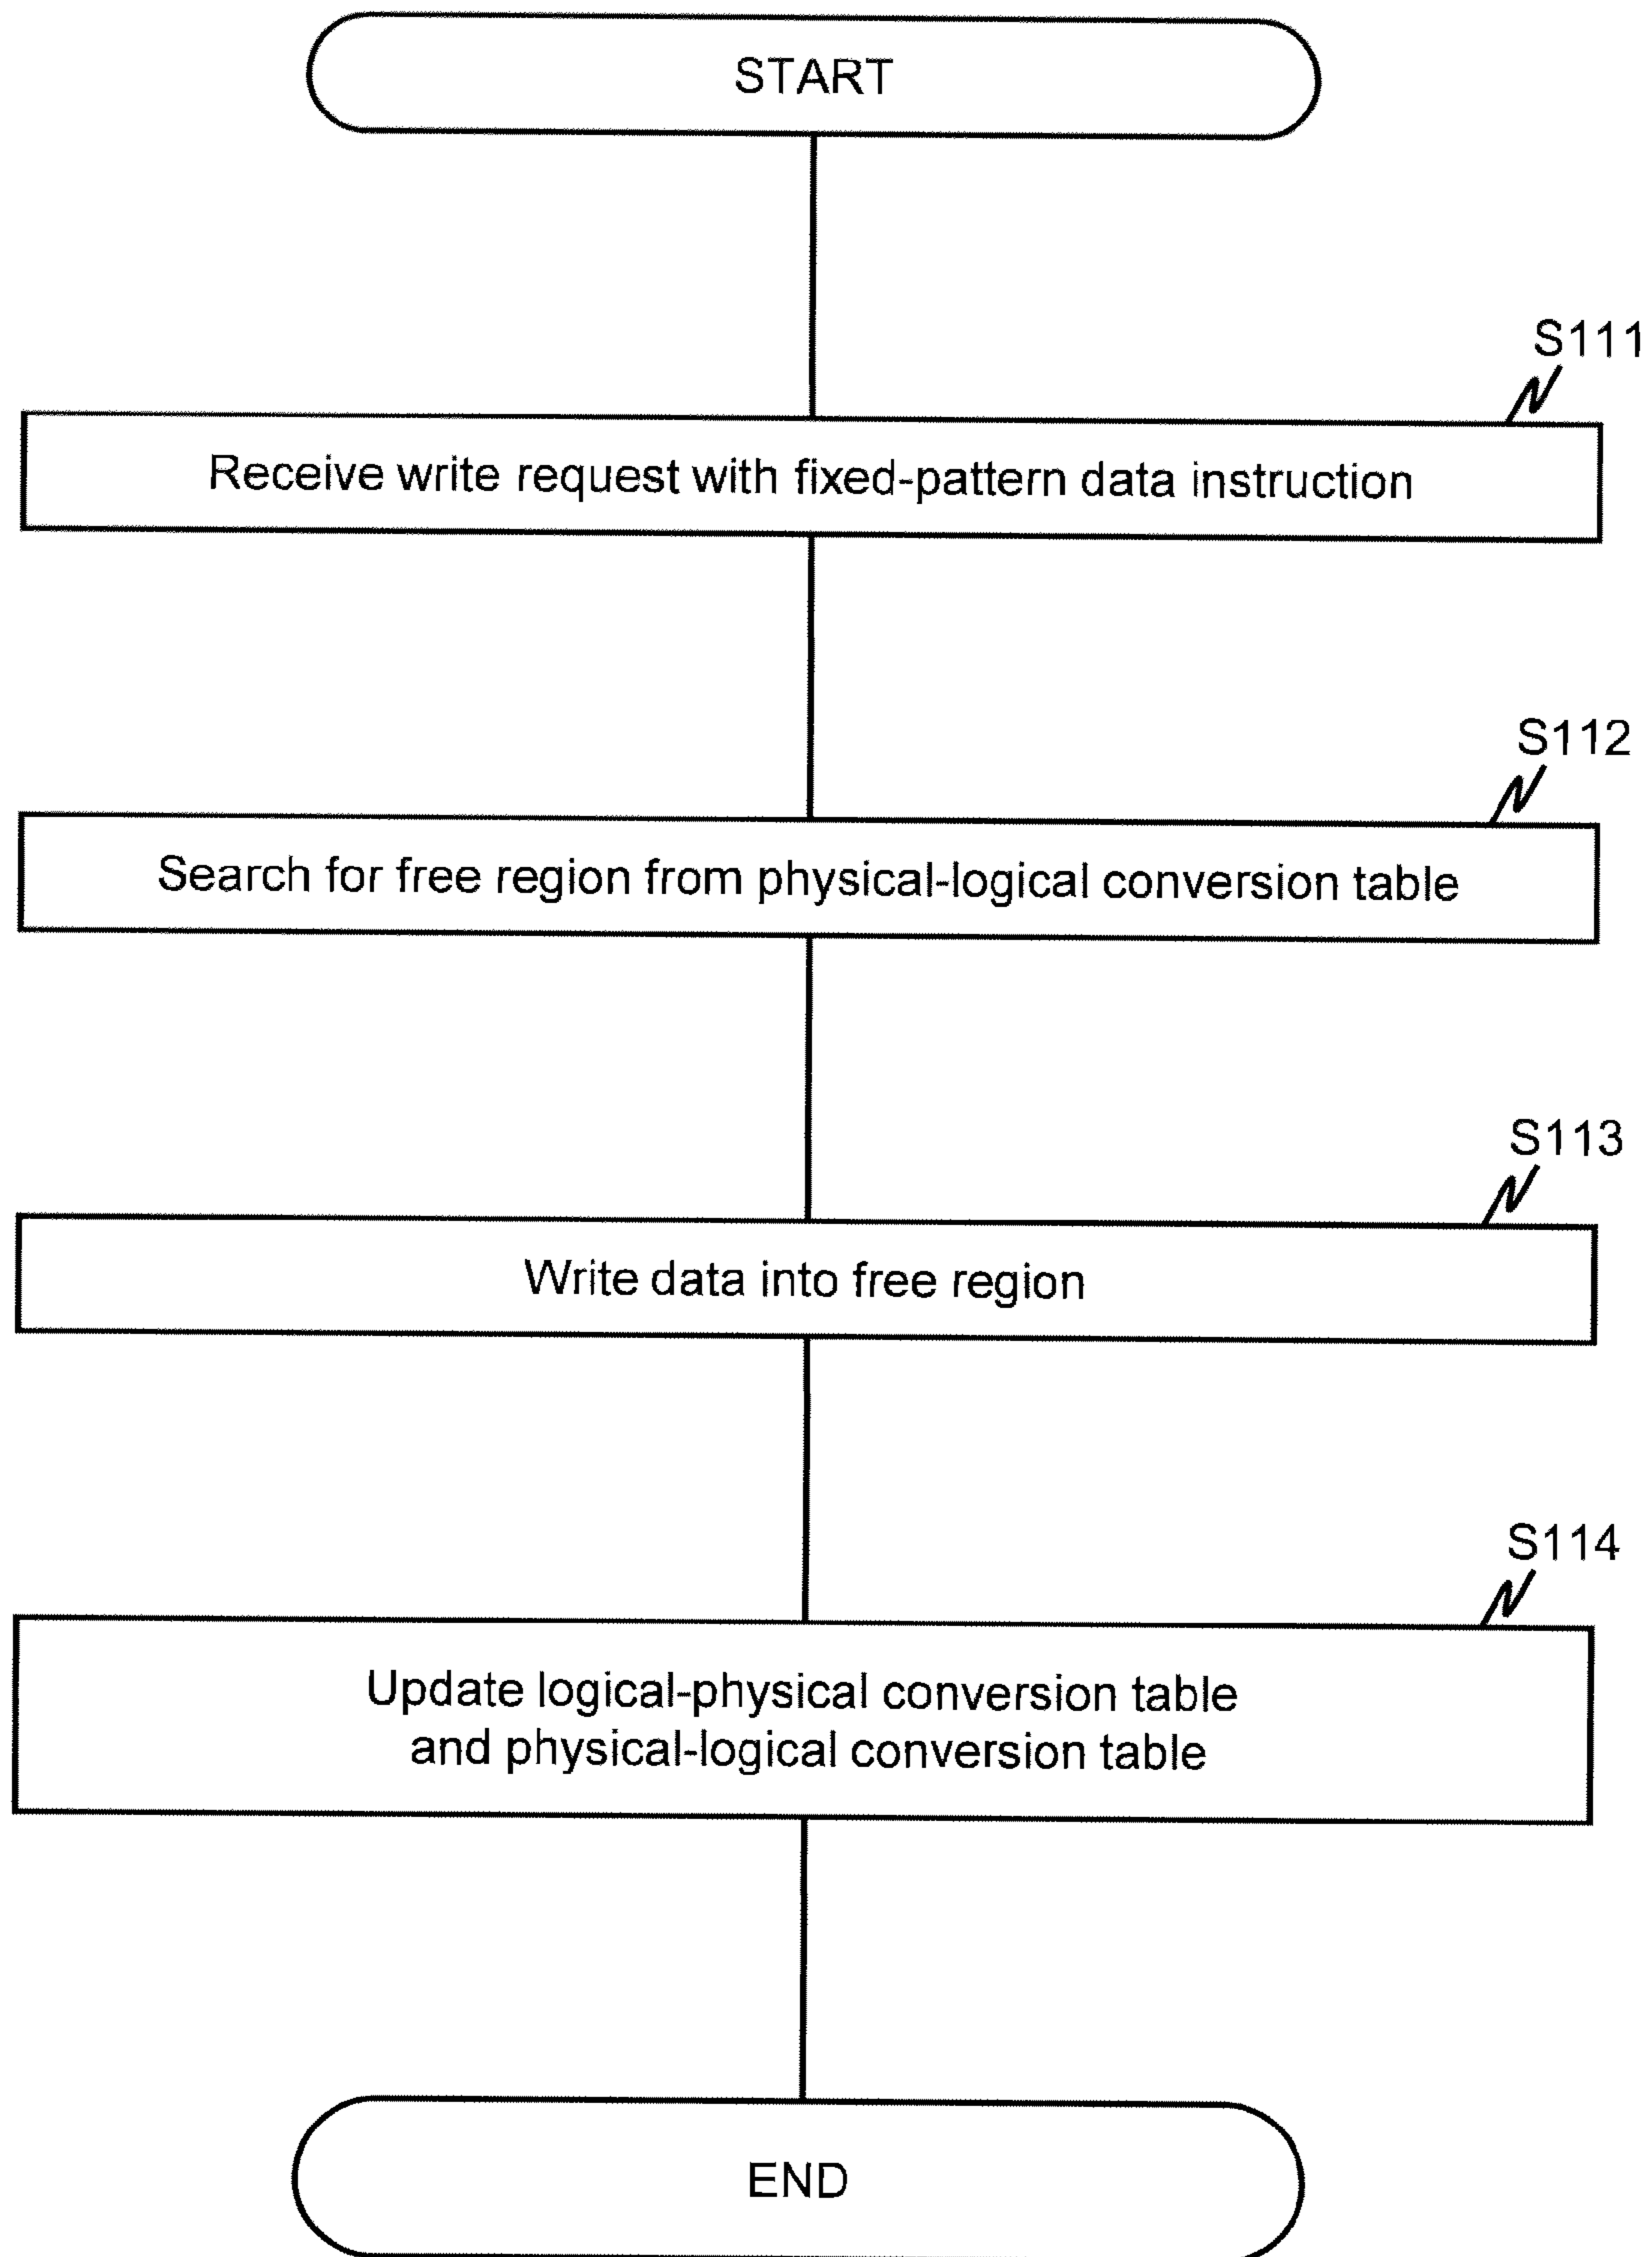 START
S111
Receive write request with fixed-pattern data instruction
S112
Search for free region from physical-logical conversion table
S113
Write data into free region
S114
Update logical-physical conversion table
and physical-logical conversion table
END